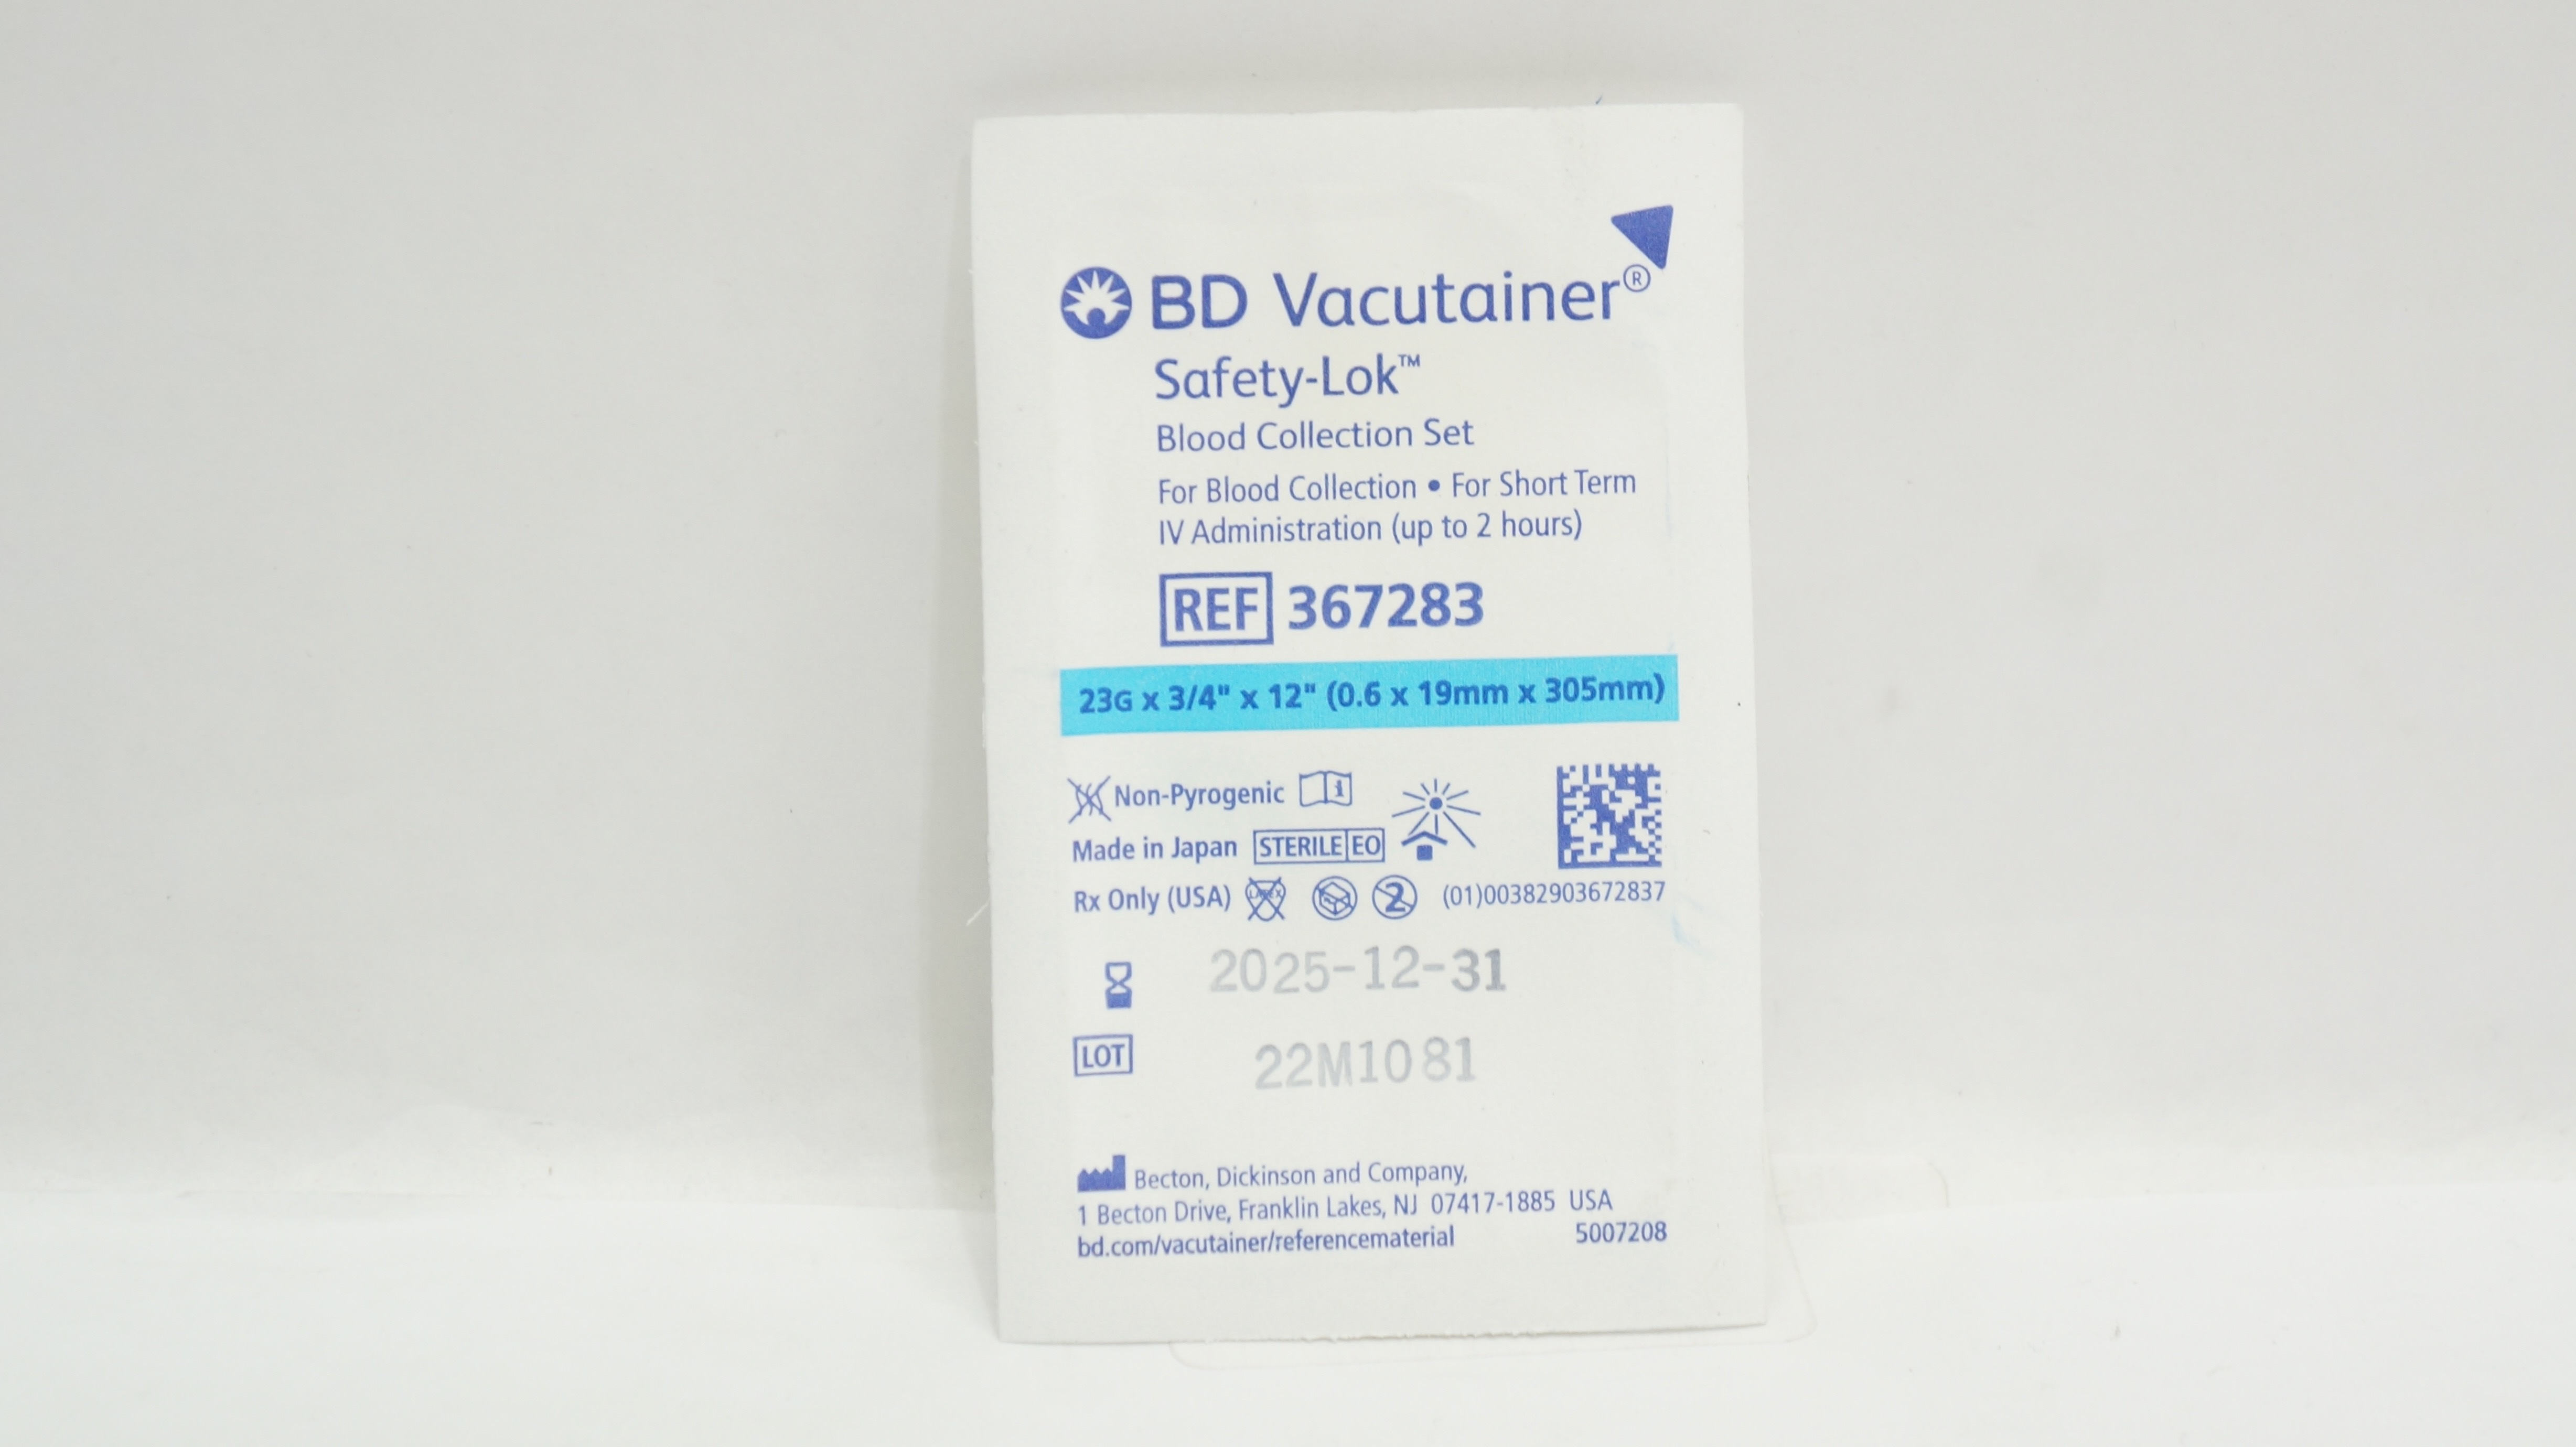 BD Vacutainer®
Safety-Lok™
Blood Collection Set
For Blood Collection • For Short Term
IV Administration (up to 2 hours)
REF 367283
23G x 3/4" x 12" (0.6 x 19mm x 305mm)
Non-Pyrogenic i
Made in Japan STERILE EO
Rx Only (USA) LATEX 2 (01)00382903672837
2025-12-31
LOT 22M1081
Becton, Dickinson and Company,
1 Becton Drive, Franklin Lakes, NJ 07417-1885 USA
bd.com/vacutainer/referencematerial 5007208